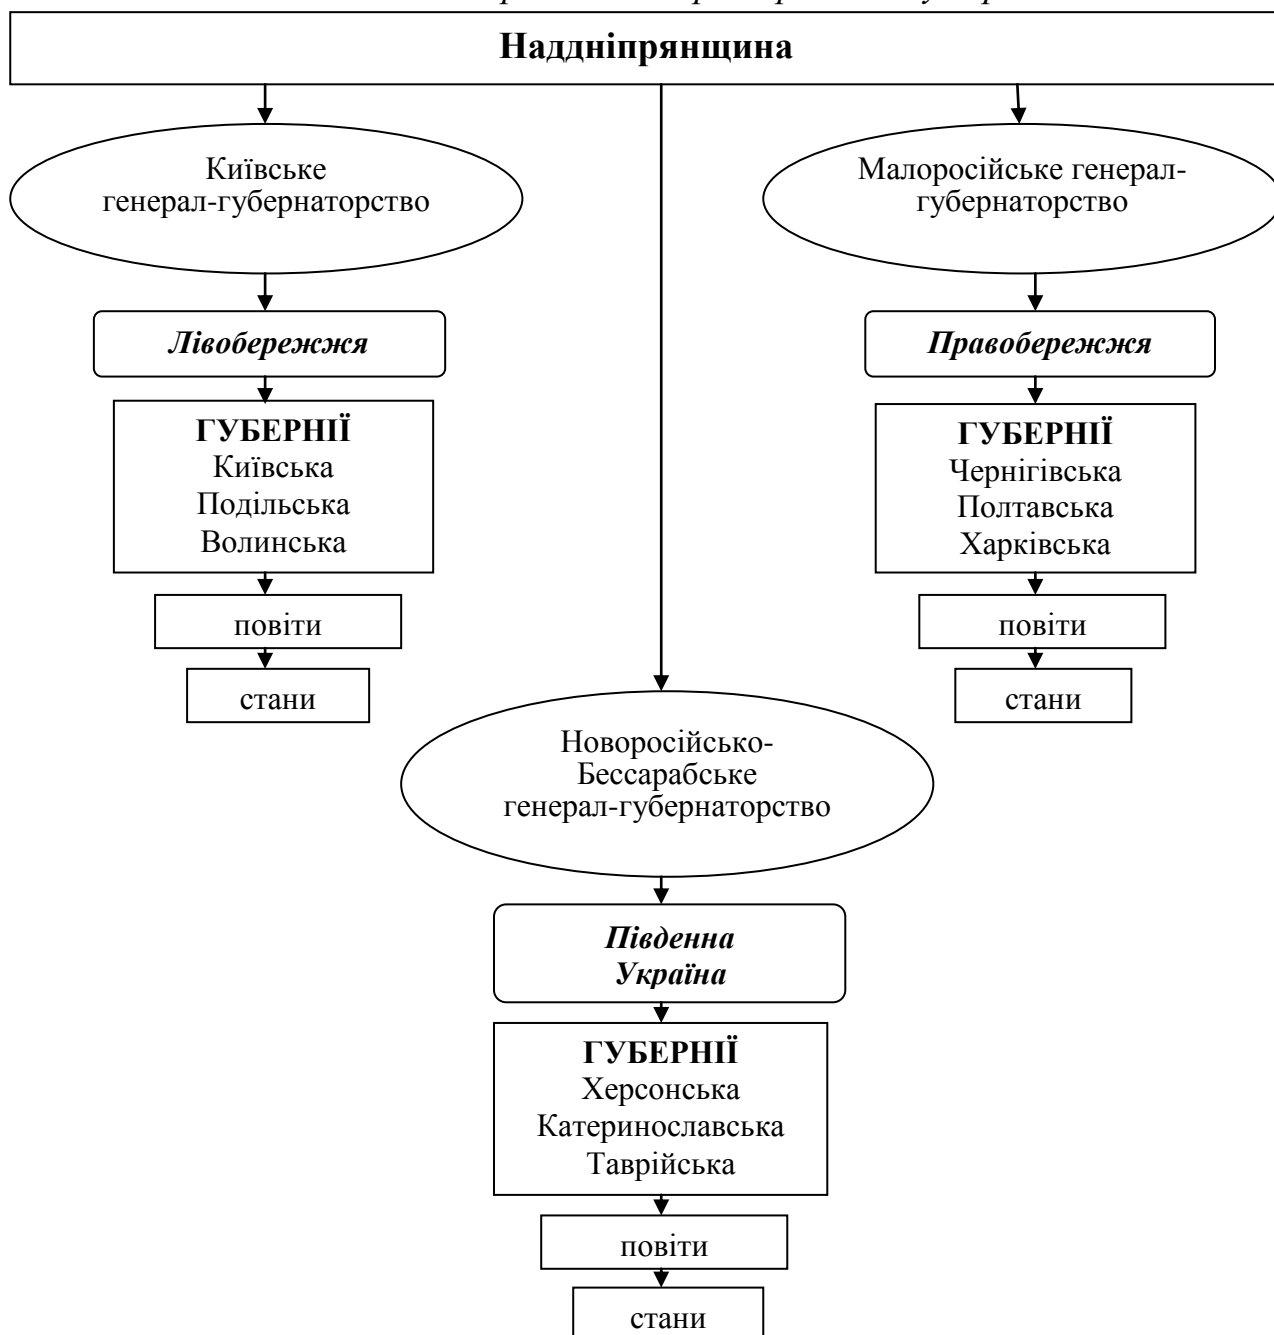 Наддніпрянщина
Київське
генерал-губернаторство
Малоросійське генерал-
губернаторство
Лівобережжя
Правобережжя
ГУБЕРНІЇ
Київська
Подільська
Волинська
ГУБЕРНІЇ
Чернігівська
Полтавська
Харківська
повіти
повіти
стани
стани
Новоросійсько-
Бессарабське
генерал-губернаторство
Південна
Україна
ГУБЕРНІЇ
Херсонська
Катеринославська
Таврійська
повіти
стани